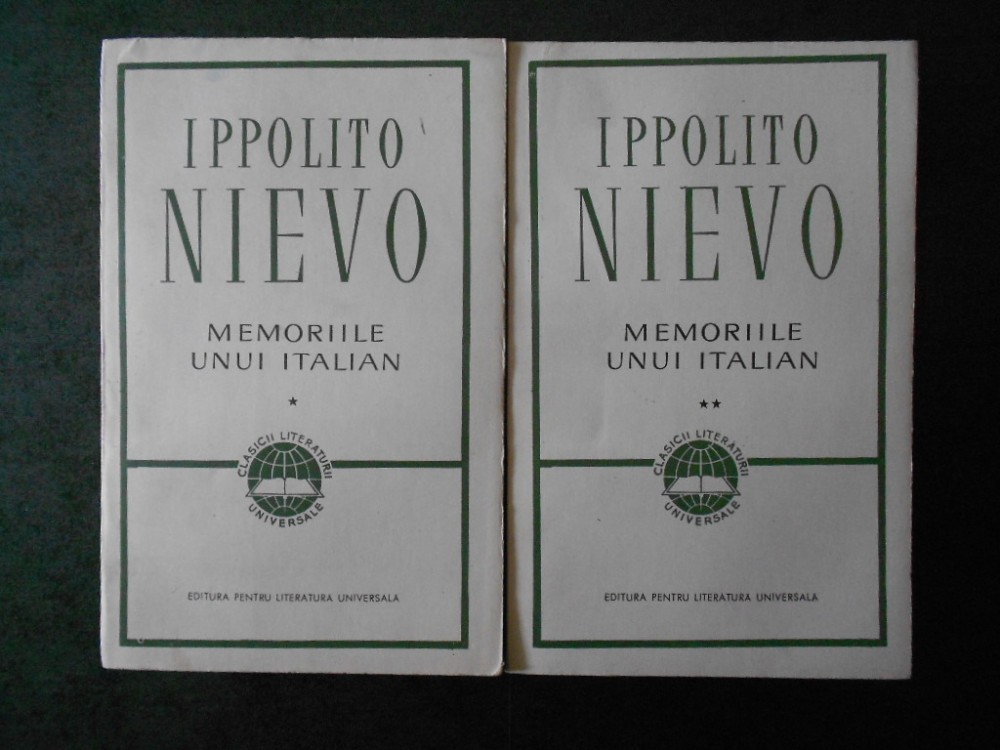 IPPOLITO
NIEVO
MEMORIILE
UNUI ITALIAN
★
CLASICII LITERATURII
UNIVERSALE
EDITURA PENTRU LITERATURA UNIVERSALA
IPPOLITO
NIEVO
MEMORIILE
UNUI ITALIAN
★★
CLASICII LITERATURII
UNIVERSALE
EDITURA PENTRU LITERATURA UNIVERSALA